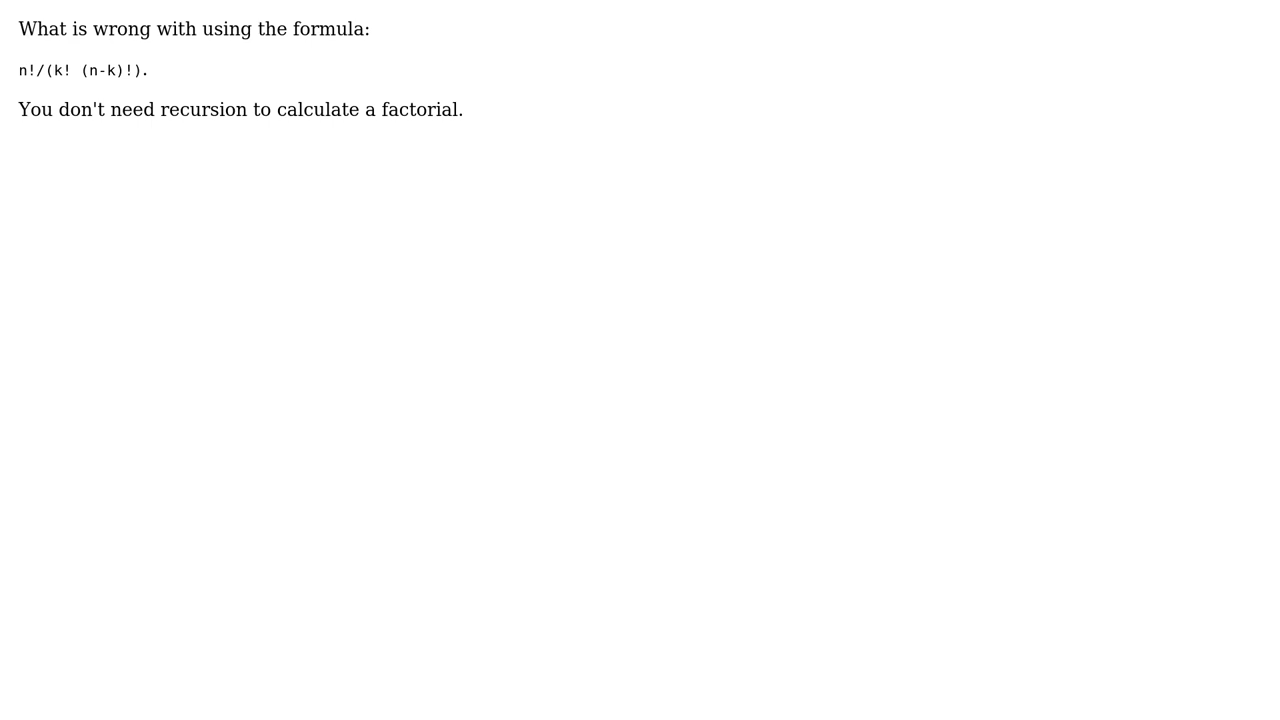 What is wrong with using the formula:
n!/(k! (n-k)!).
You don't need recursion to calculate a factorial.